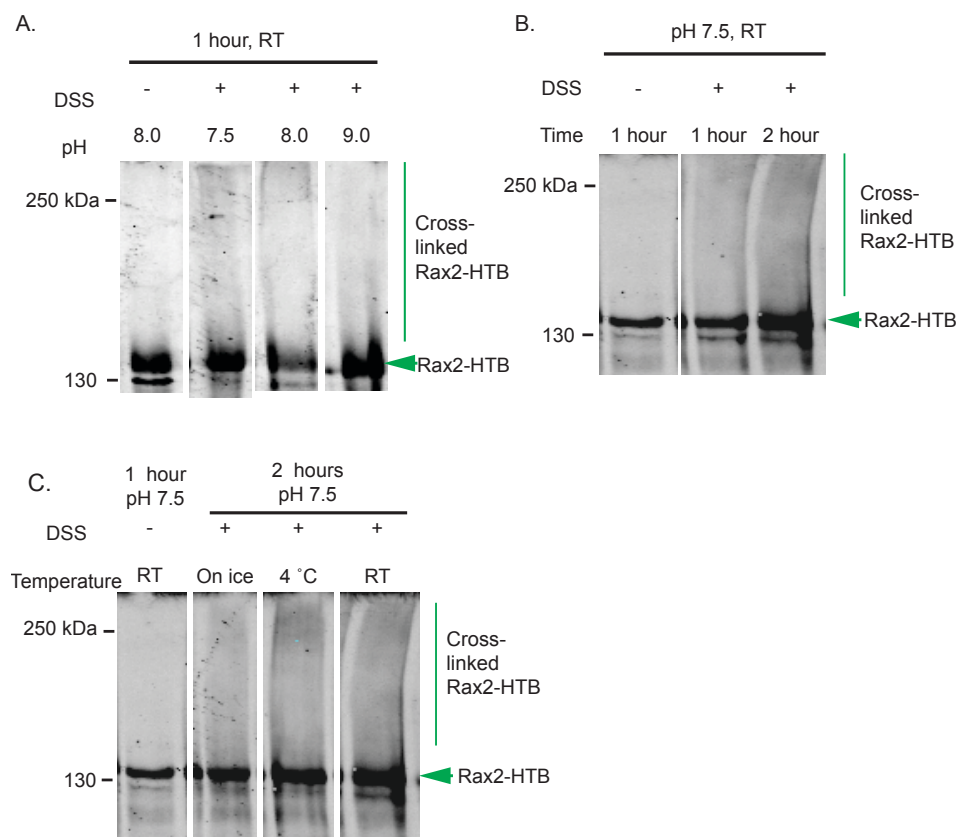 A.
1 hour, RT
DSS - + + +
pH 8.0 7.5 8.0 9.0
250 kDa
130
Cross-
linked
Rax2-HTB
Rax2-HTB
B.
pH 7.5, RT
DSS - + +
Time 1 hour 1 hour 2 hour
250 kDa
130
Cross-
linked
Rax2-HTB
Rax2-HTB
C.
1 hour
pH 7.5
2 hours
pH 7.5
DSS - + + +
Temperature RT On ice 4 °C RT
250 kDa
130
Cross-
linked
Rax2-HTB
Rax2-HTB